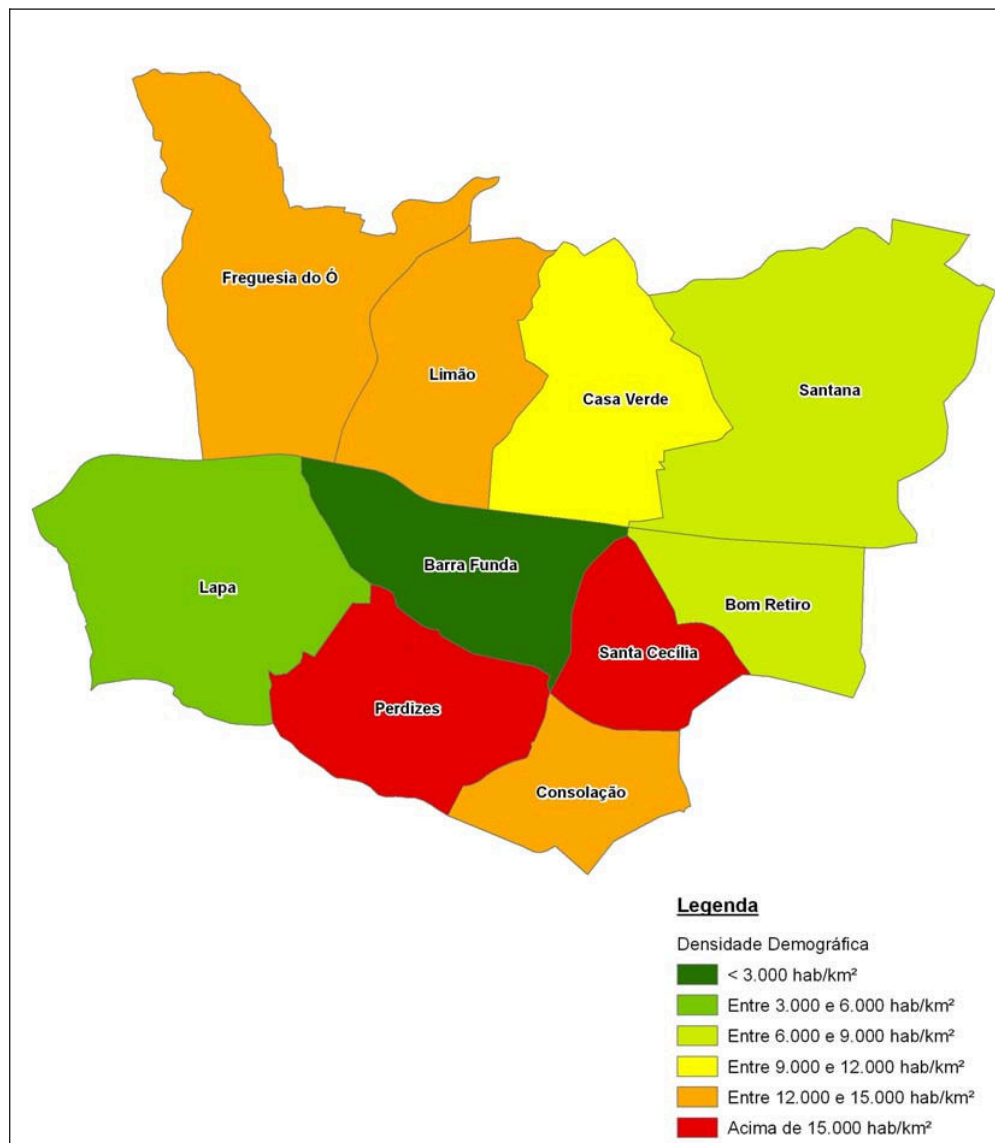 Freguesia do Ó
Limão
Casa Verde
Santana
Lapa
Barra Funda
Bom Retiro
Santa Cecília
Perdizes
Consolação
Legenda
Densidade Demográfica
< 3.000 hab/km²
Entre 3.000 e 6.000 hab/km²
Entre 6.000 e 9.000 hab/km²
Entre 9.000 e 12.000 hab/km²
Entre 12.000 e 15.000 hab/km²
Acima de 15.000 hab/km²